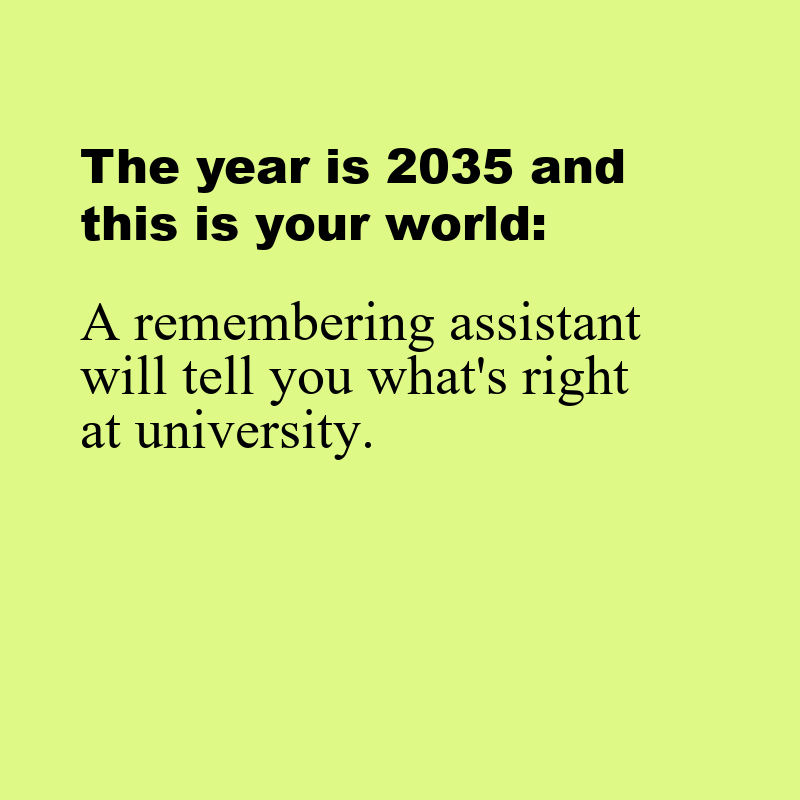 The year is 2035 and
this is your world:
A remembering assistant
will tell you what's right
at university.